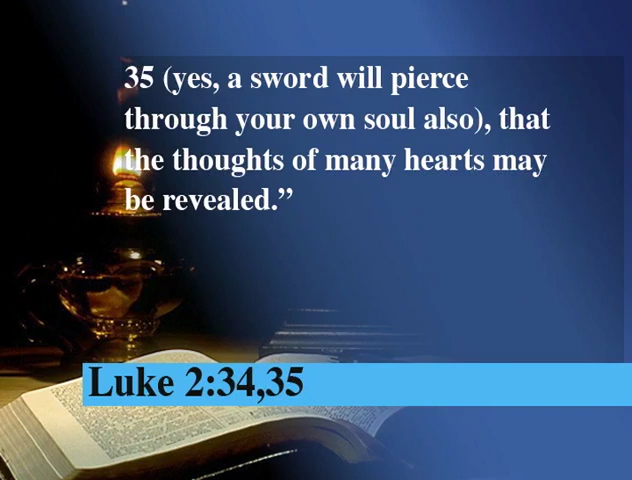 35 (yes, a sword will pierce
through your own soul also), that
the thoughts of many hearts may
be revealed.”
Luke 2:34,35